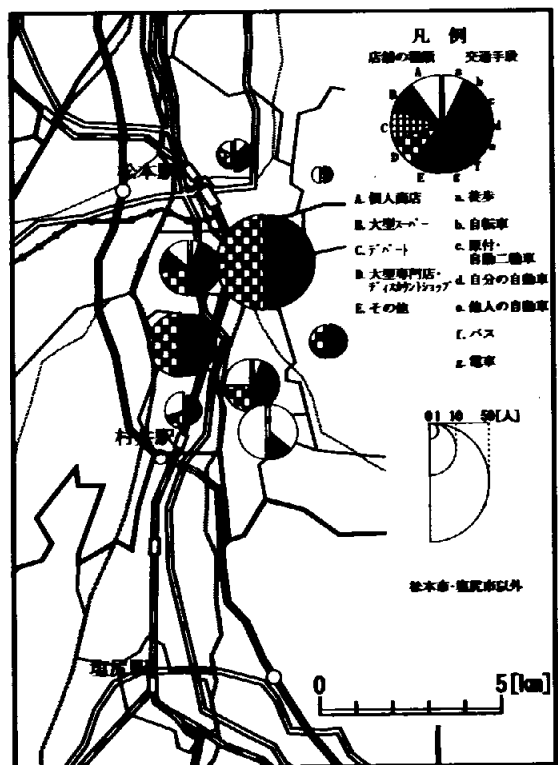 凡 例
店舗の種類 交通手段
A
B
C
D
E
a
b
c
d
e
f
g
A. 個人商店
B. 大型スーパー
C. デパート
D. 大型専門店・
ディスカウントショップ
E. その他
a. 徒歩
b. 自転車
c. 原付・
自動二輪車
d. 自分の自動車
e. 他人の自動車
f. バス
g. 電車
0 1 10 50[人]
松本市・塩尻市以外
松本駅
村井駅
塩尻駅
0 5[km]